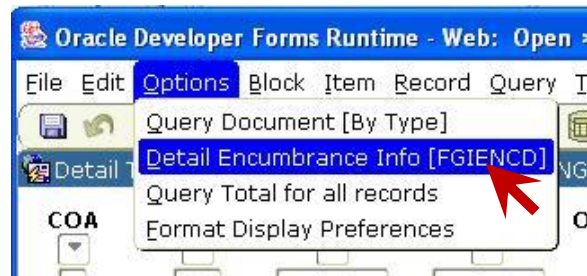 Oracle Developer Forms Runtime - Web: Open >
File Edit Options Block Item Record Query
Query Document [By Type]
Detail Encumbrance Info [FGIENCD]
Detail
Query Total for all records
COA
Format Display Preferences